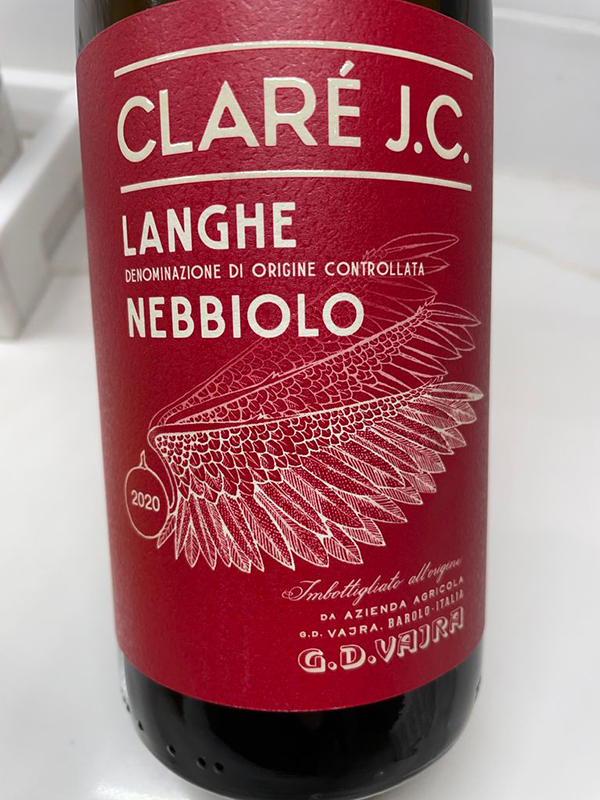 CLARÉ J.C.
LANGHE
DENOMINAZIONE DI ORIGINE CONTROLLATA
NEBBIOLO
2020
Imbottigliato all'origine
DA AZIENDA AGRICOLA
G.D. VAJRA. BAROLO-ITALIA
G.D.VAJRA